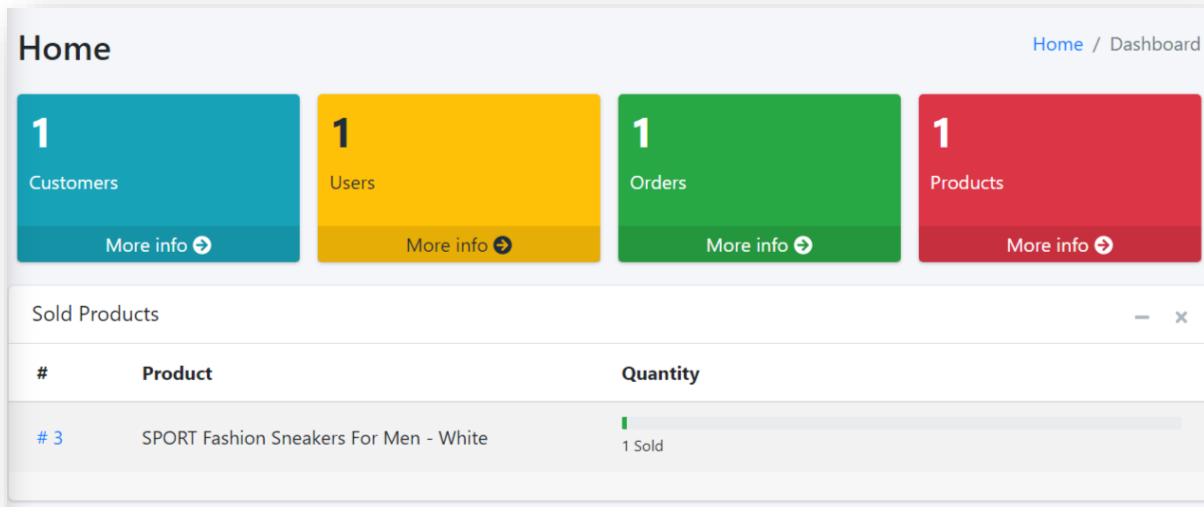 Home
Home / Dashboard
1
Customers
More info
1
Users
More info
1
Orders
More info
1
Products
More info
Sold Products
# Product Quantity
# 3 SPORT Fashion Sneakers For Men - White
1 Sold